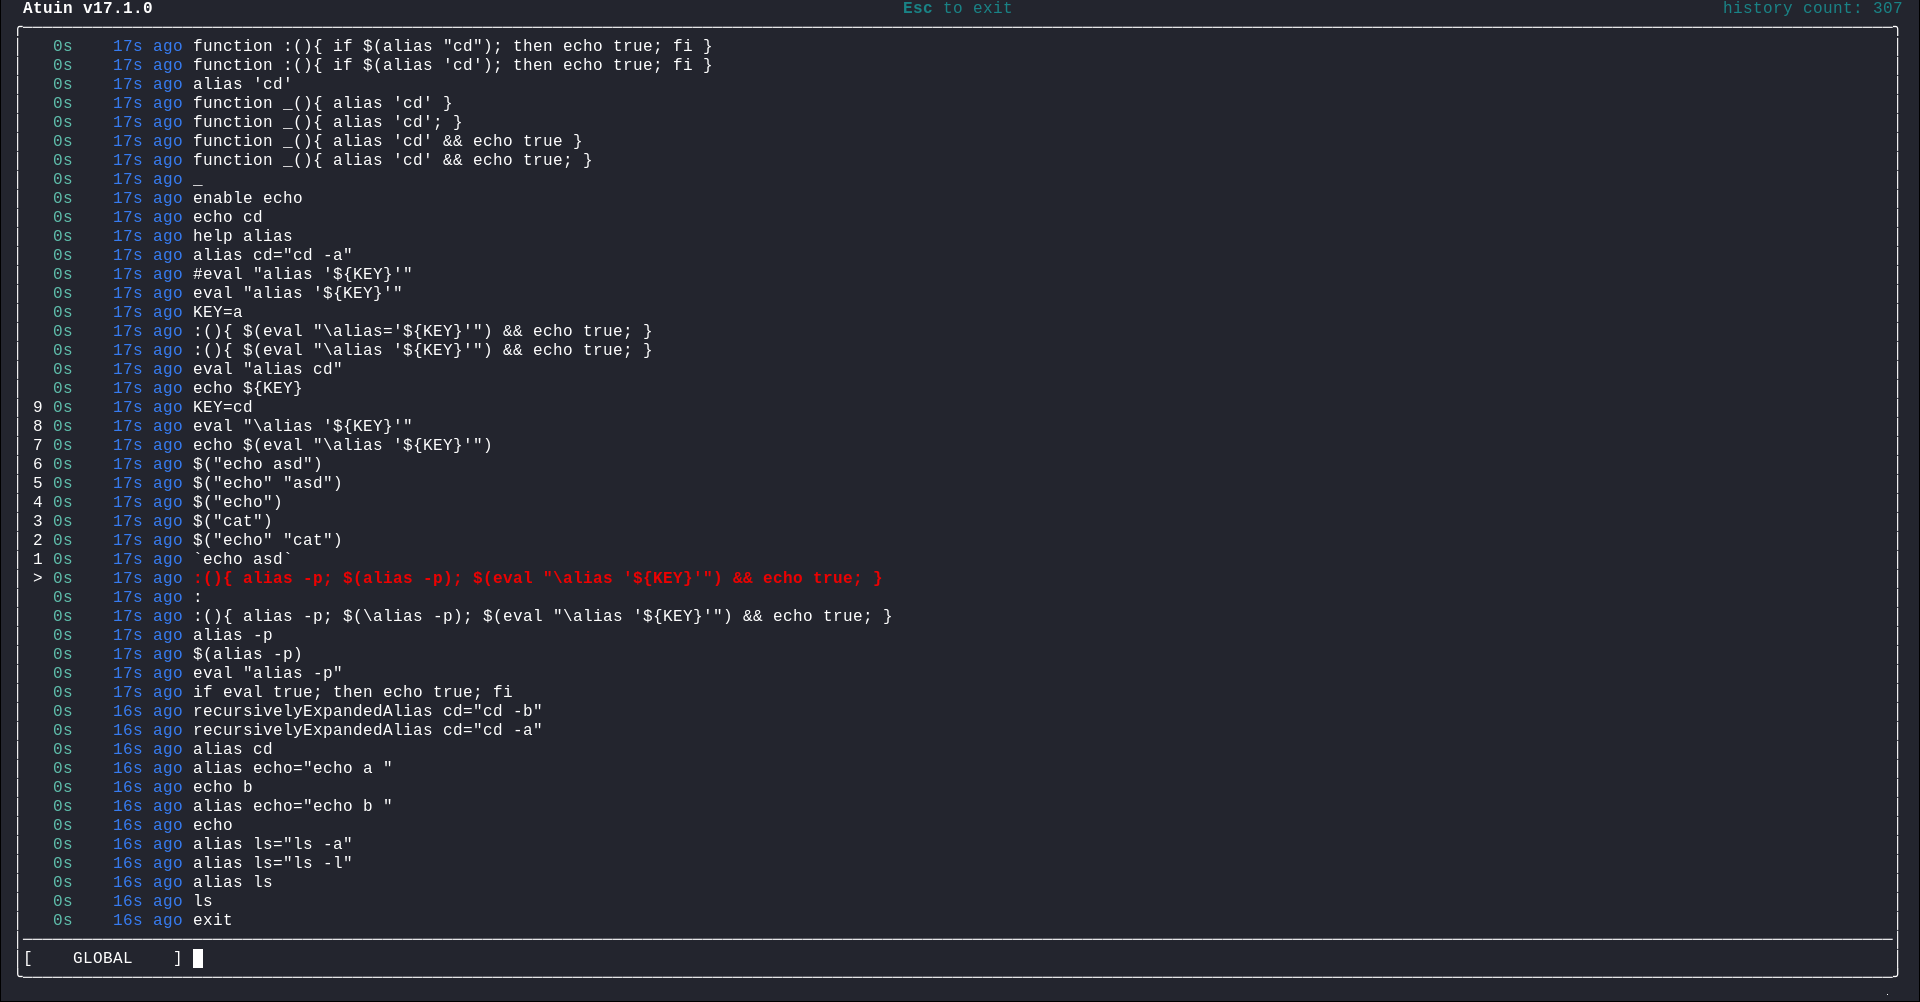 Atuin v17.1.0 Esc to exit history count: 307
0s 17s ago function :(){ if $(alias "cd"); then echo true; fi }
0s 17s ago function :(){ if $(alias 'cd'); then echo true; fi }
0s 17s ago alias 'cd'
0s 17s ago function _(){ alias 'cd' }
0s 17s ago function _(){ alias 'cd'; }
0s 17s ago function _(){ alias 'cd' && echo true }
0s 17s ago function _(){ alias 'cd' && echo true; }
0s 17s ago _
0s 17s ago enable echo
0s 17s ago echo cd
0s 17s ago help alias
0s 17s ago alias cd="cd -a"
0s 17s ago #eval "alias '${KEY}'"
0s 17s ago eval "alias '${KEY}'"
0s 17s ago KEY=a
0s 17s ago :(){ $(eval "\alias='${KEY}'") && echo true; }
0s 17s ago :(){ $(eval "\alias '${KEY}'") && echo true; }
0s 17s ago eval "alias cd"
0s 17s ago echo ${KEY}
9 0s 17s ago KEY=cd
8 0s 17s ago eval "\alias '${KEY}'"
7 0s 17s ago echo $(eval "\alias '${KEY}'")
6 0s 17s ago $("echo asd")
5 0s 17s ago $("echo" "asd")
4 0s 17s ago $("echo")
3 0s 17s ago $("cat")
2 0s 17s ago $("echo" "cat")
1 0s 17s ago `echo asd`
> 0s 17s ago :(){ alias -p; $(alias -p); $(eval "\alias '${KEY}'") && echo true; }
0s 17s ago :
0s 17s ago :(){ alias -p; $(\alias -p); $(eval "\alias '${KEY}'") && echo true; }
0s 17s ago alias -p
0s 17s ago $(alias -p)
0s 17s ago eval "alias -p"
0s 17s ago if eval true; then echo true; fi
0s 16s ago recursivelyExpandedAlias cd="cd -b"
0s 16s ago recursivelyExpandedAlias cd="cd -a"
0s 16s ago alias cd
0s 16s ago alias echo="echo a "
0s 16s ago echo b
0s 16s ago alias echo="echo b "
0s 16s ago echo
0s 16s ago alias ls="ls -a"
0s 16s ago alias ls="ls -l"
0s 16s ago alias ls
0s 16s ago ls
0s 16s ago exit
[ GLOBAL ]